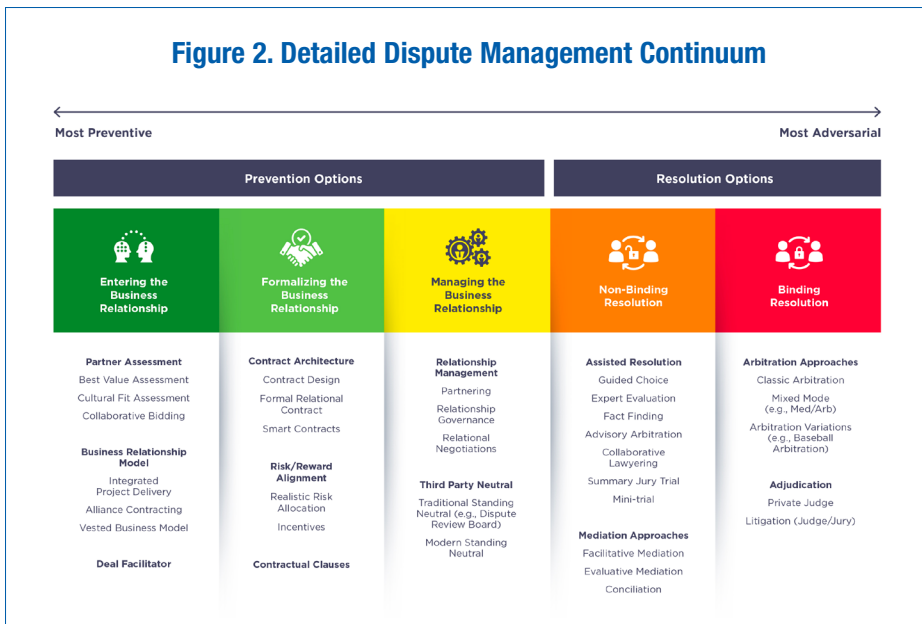 Figure 2. Detailed Dispute Management Continuum
Most Preventive
Most Adversarial
Prevention Options
Resolution Options
Entering the
Business
Relationship
Formalizing the
Business
Relationship
Managing the
Business
Relationship
Non-Binding
Resolution
Binding
Resolution
Partner Assessment
Best Value Assessment
Cultural Fit Assessment
Collaborative Bidding
Business Relationship
Model
Integrated
Project Delivery
Alliance Contracting
Vested Business Model
Deal Facilitator
Contract Architecture
Contract Design
Formal Relational
Contract
Smart Contracts
Risk/Reward
Alignment
Realistic Risk
Allocation
Incentives
Contractual Clauses
Relationship
Management
Partnering
Relationship
Governance
Relational
Negotiations
Third Party Neutral
Traditional Standing
Neutral (e.g., Dispute
Review Board)
Modern Standing
Neutral
Assisted Resolution
Guided Choice
Expert Evaluation
Fact Finding
Advisory Arbitration
Collaborative
Lawyering
Summary Jury Trial
Mini-trial
Mediation Approaches
Facilitative Mediation
Evaluative Mediation
Conciliation
Arbitration Approaches
Classic Arbitration
Mixed Mode
(e.g., Med/Arb)
Arbitration Variations
(e.g., Baseball
Arbitration)
Adjudication
Private Judge
Litigation (Judge/Jury)